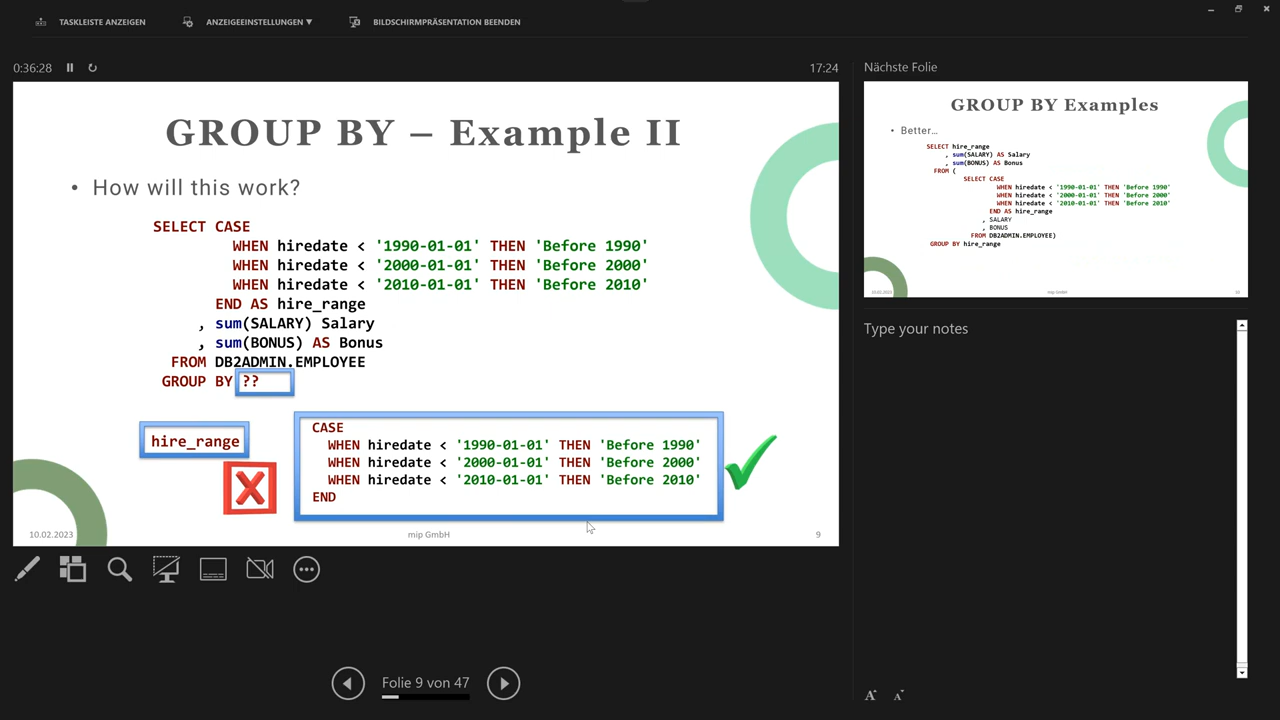 TASKLEISTE ANZEIGEN
ANZEIGEEINSTELLUNGEN ▼
BILDSCHIRMPRÄSENTATION BEENDEN
0:36:28
17:24
GROUP BY – Example II
• How will this work?
SELECT CASE
WHEN hiredate < '1990-01-01' THEN 'Before 1990'
WHEN hiredate < '2000-01-01' THEN 'Before 2000'
WHEN hiredate < '2010-01-01' THEN 'Before 2010'
END AS hire_range
, sum(SALARY) Salary
, sum(BONUS) AS Bonus
FROM DB2ADMIN.EMPLOYEE
GROUP BY ??
hire_range
CASE
WHEN hiredate < '1990-01-01' THEN 'Before 1990'
WHEN hiredate < '2000-01-01' THEN 'Before 2000'
WHEN hiredate < '2010-01-01' THEN 'Before 2010'
END
10.02.2023
mip GmbH
9
Folie 9 von 47
Nächste Folie
GROUP BY Examples
• Better…
SELECT hire_range
, sum(SALARY) AS Salary
, sum(BONUS) AS Bonus
FROM (
SELECT CASE
WHEN hiredate < '1990-01-01' THEN 'Before 1990'
WHEN hiredate < '2000-01-01' THEN 'Before 2000'
WHEN hiredate < '2010-01-01' THEN 'Before 2010'
END AS hire_range
, SALARY
, BONUS
FROM DB2ADMIN.EMPLOYEE)
GROUP BY hire_range
10.02.2023
mip GmbH
10
Type your notes
A
A